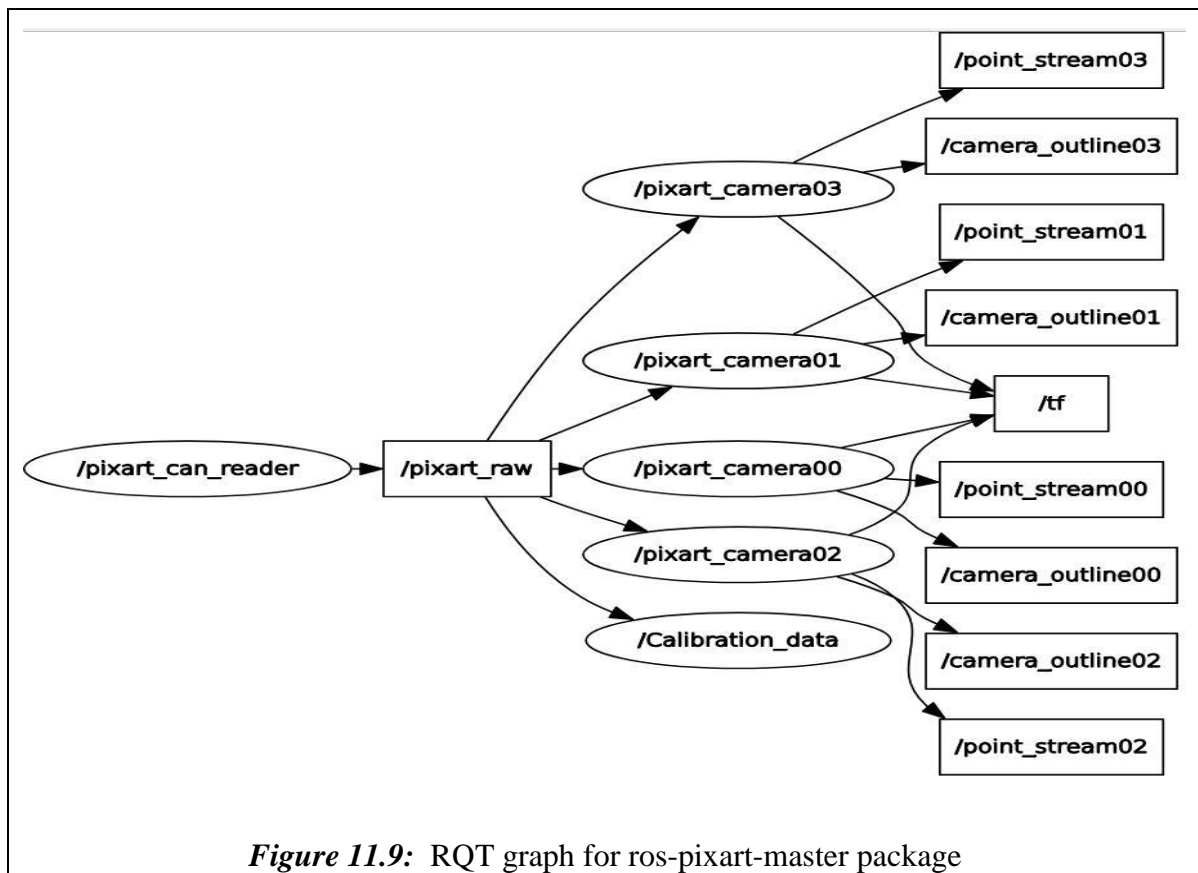 /point_stream03
/camera_outline03
/pixart_camera03
/point_stream01
/camera_outline01
/pixart_camera01
/tf
/pixart_can_reader
/pixart_raw
/pixart_camera00
/point_stream00
/pixart_camera02
/camera_outline00
/Calibration_data
/camera_outline02
/point_stream02
Figure 11.9: RQT graph for ros-pixart-master package